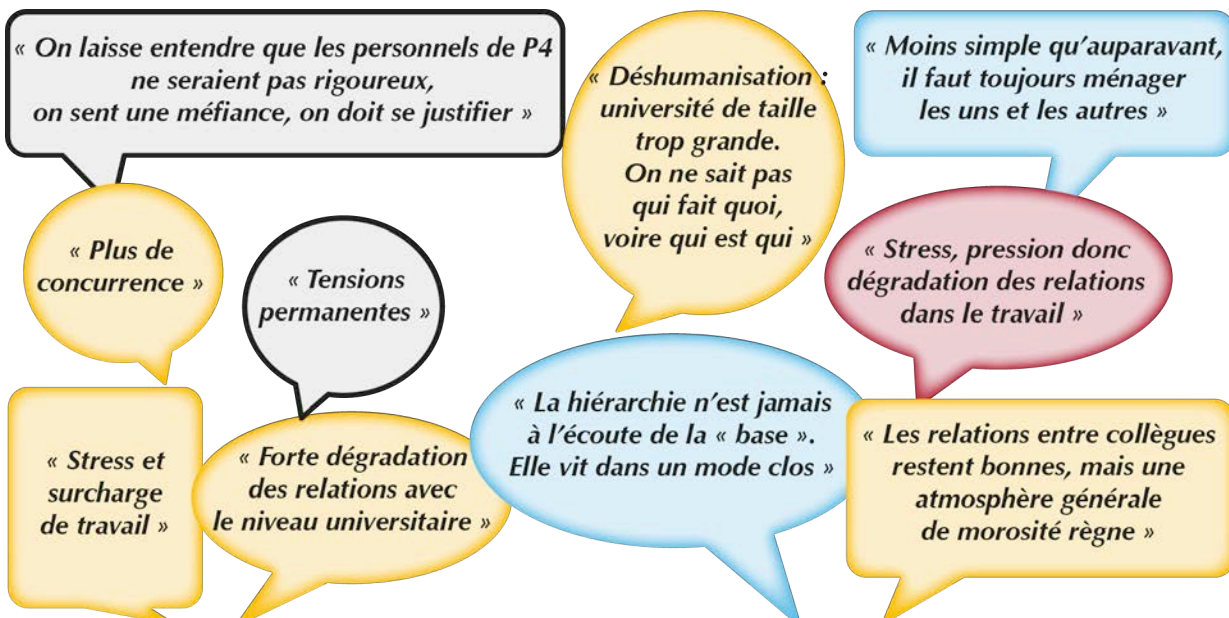 « On laisse entendre que les personnels de P4
ne seraient pas rigoureux,
on sent une méfiance, on doit se justifier »
« Déshumanisation :
université de taille
trop grande.
On ne sait pas
qui fait quoi,
voire qui est qui »
« Moins simple qu'auparavant,
il faut toujours ménager
les uns et les autres »
« Plus de
concurrence »
« Tensions
permanentes »
« Stress, pression donc
dégradation des relations
dans le travail »
« Stress et
surcharge
de travail »
« Forte dégradation
des relations avec
le niveau universitaire »
« La hiérarchie n'est jamais
à l'écoute de la « base ».
Elle vit dans un mode clos »
« Les relations entre collègues
restent bonnes, mais une
atmosphère générale
de morosité règne »